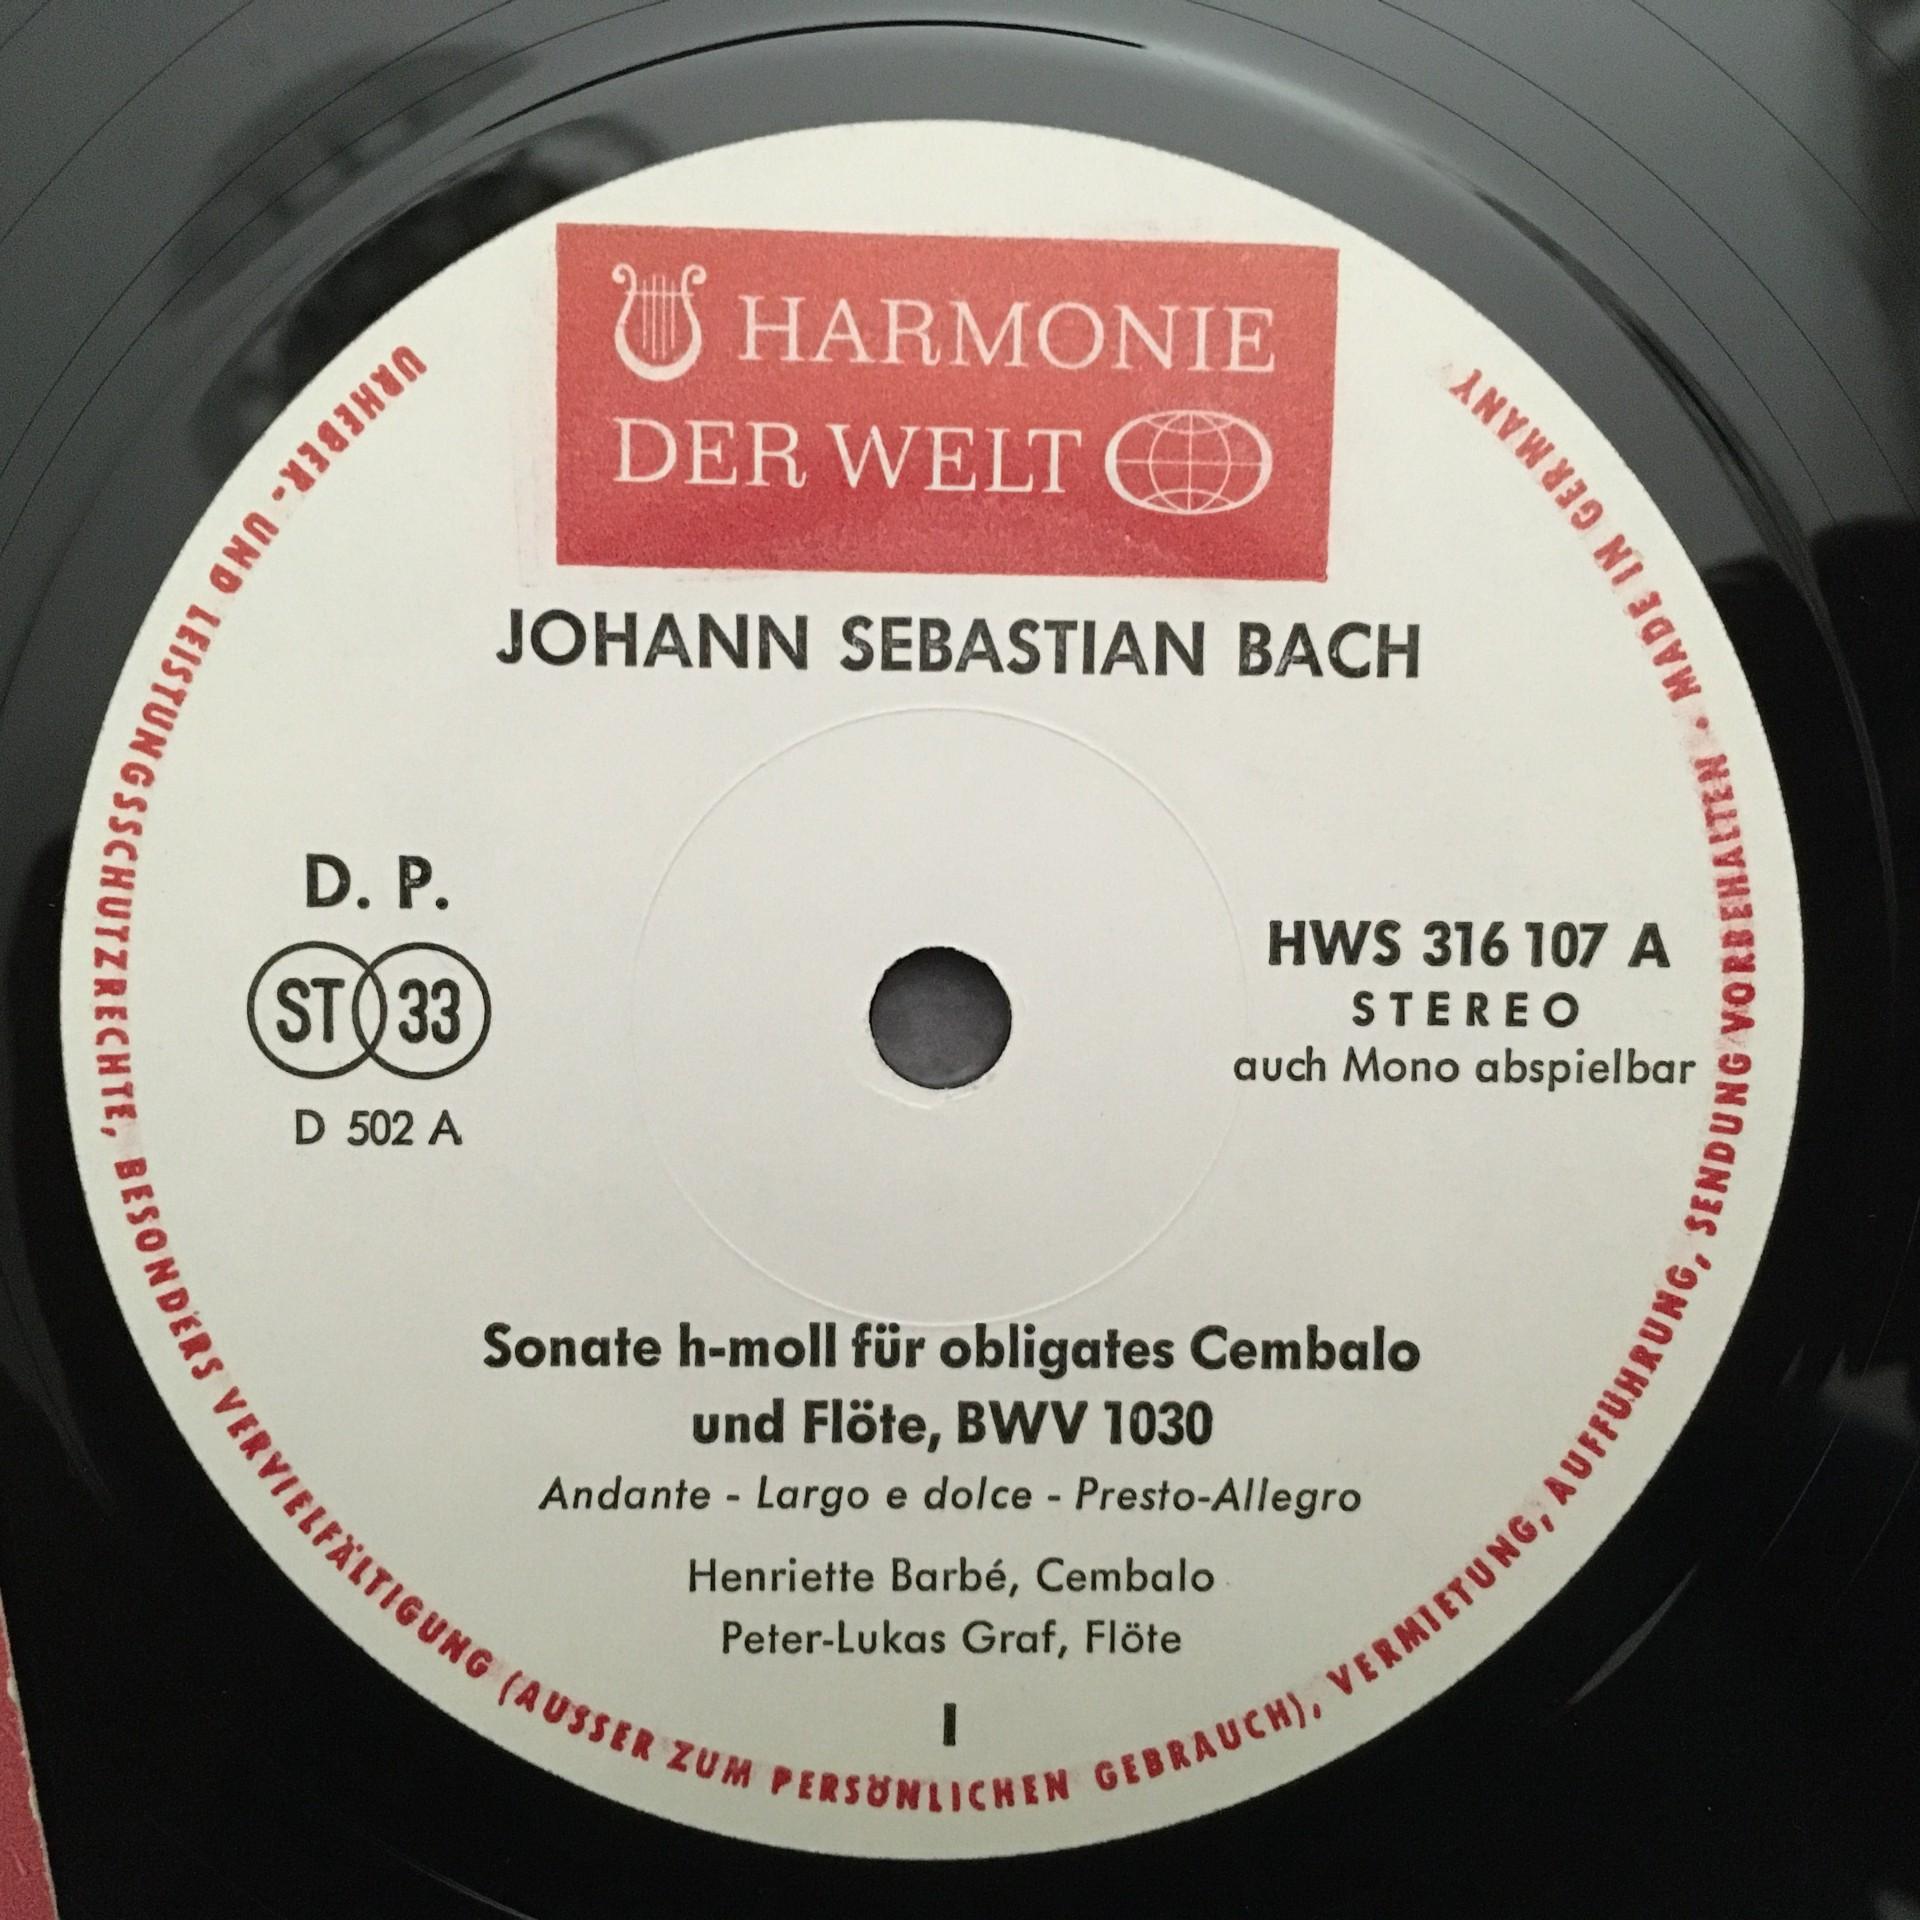 HARMONIE
DER WELT
JOHANN SEBASTIAN BACH
D. P.
ST 33
D 502 A
HWS 316 107 A
STEREO
auch Mono abspielbar
Sonate h-moll für obligates Cembalo
und Flöte, BWV 1030
Andante - Largo e dolce - Presto-Allegro
Henriette Barbé, Cembalo
Peter-Lukas Graf, Flöte
I
URHEBER- UND LEISTUNGSSCHUTZRECHTE, BESONDERS VERVIELFÄLTIGUNG (AUSSER ZUM PERSÖNLICHEN GEBRAUCH), VERMIETUNG, AUFFÜHRUNG, SENDUNG VORBEHALTEN • MADE IN GERMANY